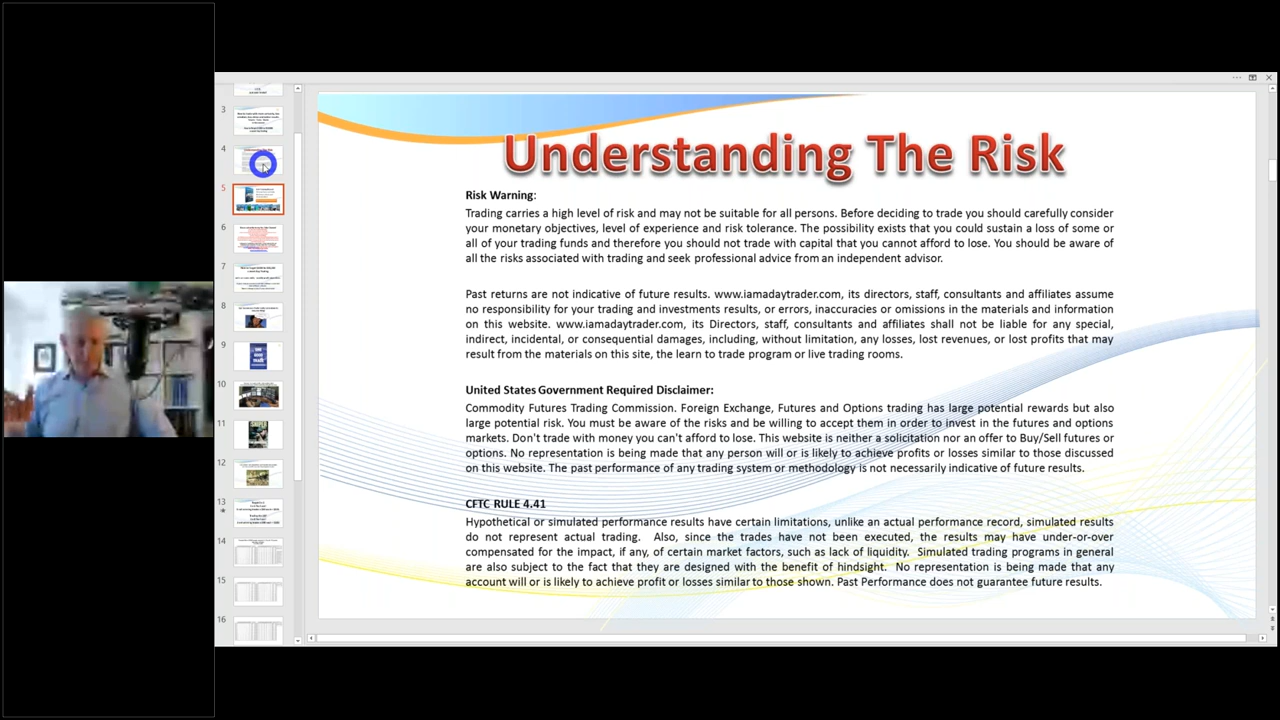 Understanding The Risk
Risk Warning:
Trading carries a high level of risk and may not be suitable for all persons. Before deciding to trade you should carefully consider
your monetary objectives, level of experience and risk tolerance. The possibility exists that you could sustain a loss of some or
all of your trading funds and therefore you should not trade with capital that you cannot afford to lose. You should be aware of
all the risks associated with trading and seek professional advice from an independent advisor.
Past returns are not indicative of future results. www.iamadaytrader.com, its directors, staff, consultants and affiliates assume
no responsibility for your trading and investments results, or errors, inaccuracies or omissions in the materials and information
on this website. www.iamadaytrader.com, its Directors, staff, consultants and affiliates shall not be liable for any special,
indirect, incidental, or consequential damages, including, without limitation, any losses, lost revenues, or lost profits that may
result from the materials on this site, the learn to trade program or live trading rooms.
United States Government Required Disclaimer:
Commodity Futures Trading Commission. Foreign Exchange, Futures and Options trading has large potential rewards but also
large potential risk. You must be aware of the risks and be willing to accept them in order to invest in the futures and options
markets. Don't trade with money you can't afford to lose. This website is neither a solicitation nor an offer to Buy/Sell futures or
options. No representation is being made that any person will or is likely to achieve profits or losses similar to those discussed
on this website. The past performance of any trading system or methodology is not necessarily indicative of future results.
CFTC RULE 4.41
Hypothetical or simulated performance results have certain limitations, unlike an actual performance record, simulated results
do not represent actual trading. Also, since the trades have not been executed, the results may have under-or-over
compensated for the impact, if any, of certain market factors, such as lack of liquidity. Simulated trading programs in general
are also subject to the fact that they are designed with the benefit of hindsight. No representation is being made that any
account will or is likely to achieve profit or losses similar to those shown. Past Performance does not guarantee future results.
3
4
5
6
7
8
9
10
11
12
13
14
15
16